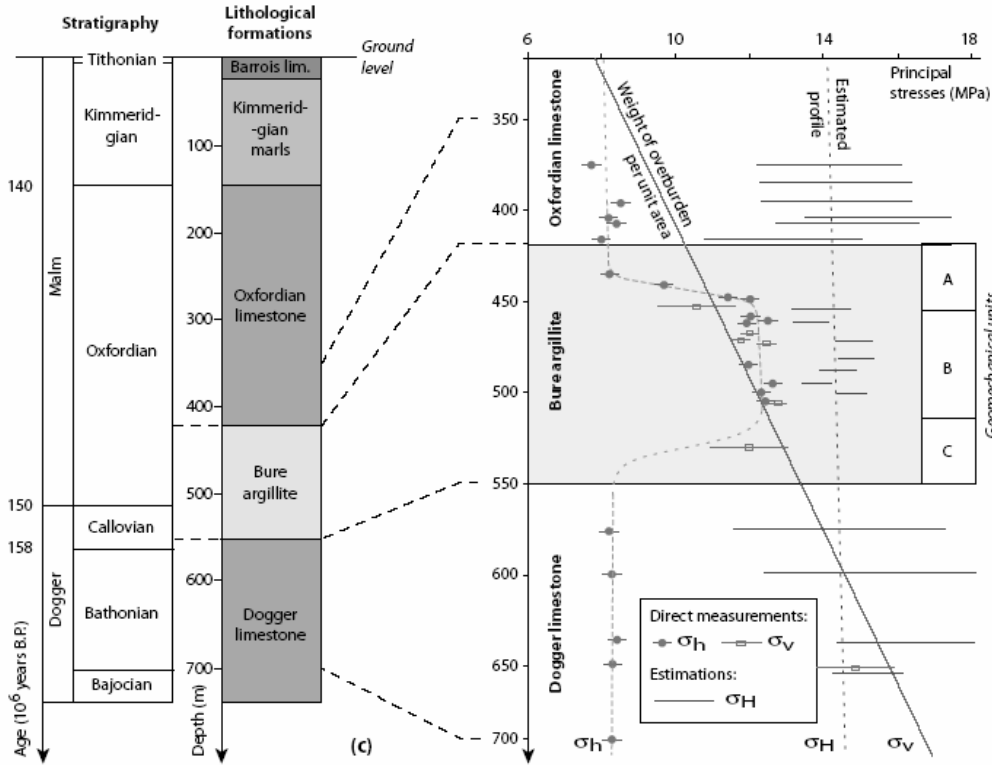 Stratigraphy
Lithological
formations
Ground
level
Tithonian
Kimmerid-
gian
Oxfordian
Callovian
Bathonian
Bajocian
Malm
Dogger
140
150
158
Age (10⁶ years B.P.)
Barrois lim.
Kimmerid-
-gian
marls
Oxfordian
limestone
Bure
argillite
Dogger
limestone
100
200
300
400
500
600
700
Depth (m)
(c)
6
10
14
18
Principal
stresses (MPa)
350
400
450
500
550
600
650
700
Oxfordian limestone
Bure argillite
Dogger limestone
Weight of overburden
per unit area
Estimated
profile
A
B
C
Geomechanical units
Direct measurements:
σh
σv
Estimations:
σH
σh
σH
σv